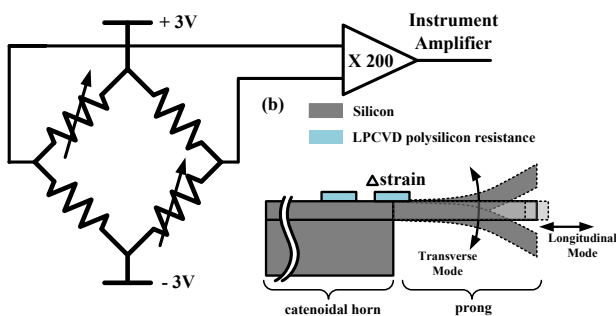 + 3V
Instrument
Amplifier
X 200
(b)
Silicon
LPCVD polysilicon resistance
Δstrain
Longitudinal
Mode
Transverse
Mode
- 3V
catenoidal horn
prong